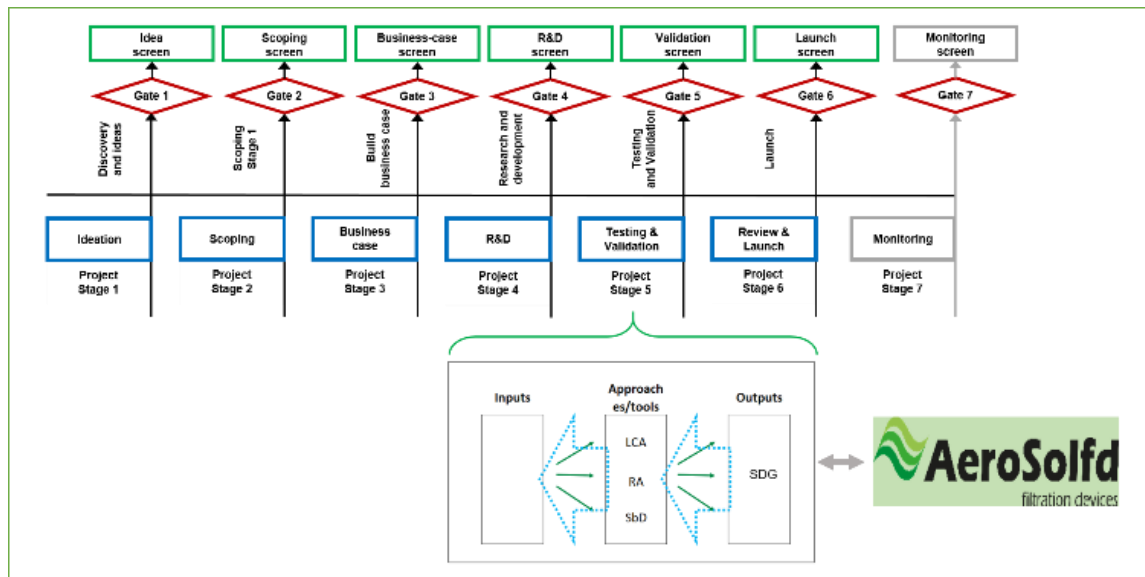 Idea
screen
Scoping
screen
Business-case
screen
R&D
screen
Validation
screen
Launch
screen
Monitoring
screen
Gate 1
Gate 2
Gate 3
Gate 4
Gate 5
Gate 6
Gate 7
Discovery
and ideas
Scoping
Stage 1
Build
business case
Research and
development
Testing
and Validation
Launch
Ideation
Scoping
Business
case
R&D
Testing &
Validation
Review &
Launch
Monitoring
Project
Stage 1
Project
Stage 2
Project
Stage 3
Project
Stage 4
Project
Stage 5
Project
Stage 6
Project
Stage 7
Inputs
Approach
es/tools
Outputs
LCA
RA
SbD
SDG
AeroSolfd
filtration devices